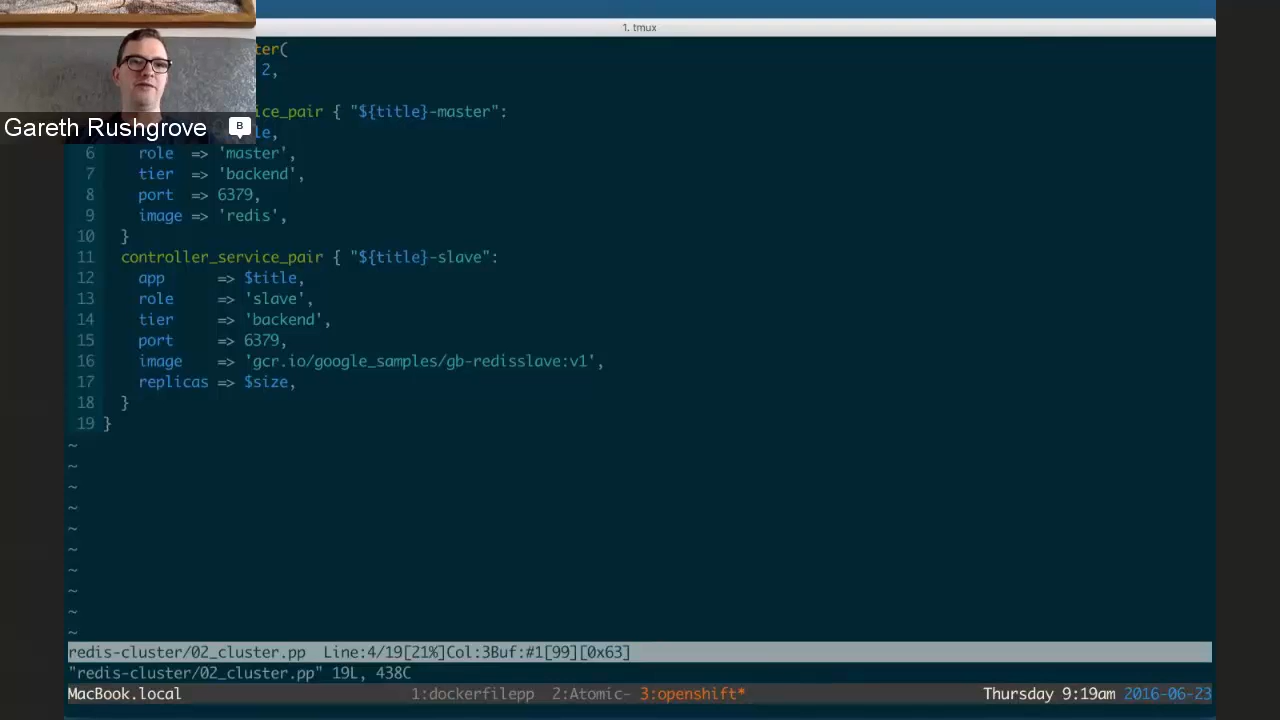 1. tmux
ter(
2,
ice_pair { "${title}-master":
Gareth Rushgrove B
le,
6 role => 'master',
7 tier => 'backend',
8 port => 6379,
9 image => 'redis',
10 }
11 controller_service_pair { "${title}-slave":
12 app => $title,
13 role => 'slave',
14 tier => 'backend',
15 port => 6379,
16 image => 'gcr.io/google_samples/gb-redisslave:v1',
17 replicas => $size,
18 }
19 }
~
~
~
~
~
~
~
~
~
~
redis-cluster/02_cluster.pp Line:4/19[21%]Col:3Buf:#1[99][0x63]
"redis-cluster/02_cluster.pp" 19L, 438C
MacBook.local 1:dockerfilepp 2:Atomic- 3:openshift* Thursday 9:19am 2016-06-23